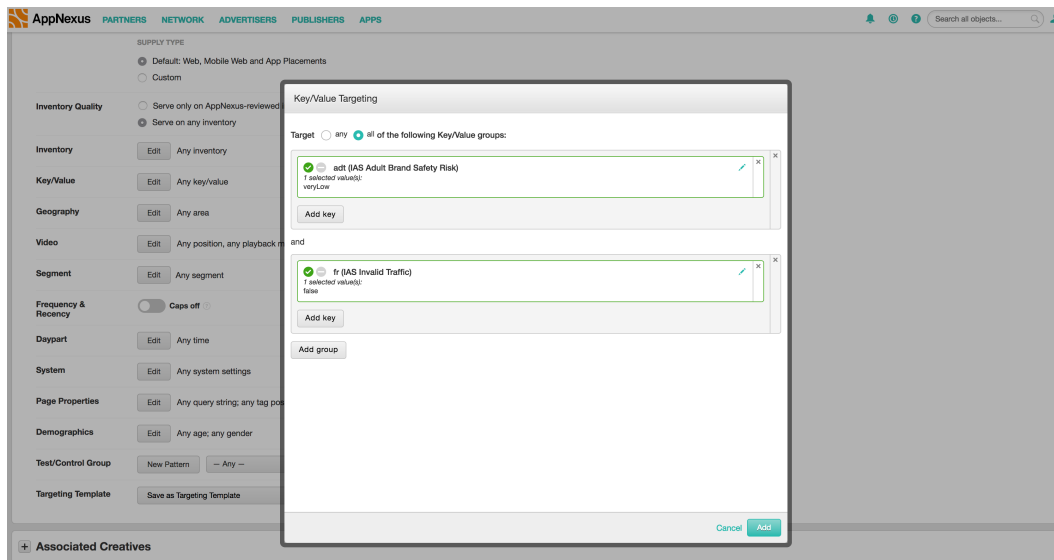 AppNexus PARTNERS NETWORK ADVERTISERS PUBLISHERS APPS Search all objects...
SUPPLY TYPE
Default: Web, Mobile Web and App Placements
Custom
Inventory Quality Serve only on AppNexus-reviewed
Serve on any inventory
Inventory Edit Any inventory
Key/Value Edit Any key/value
Geography Edit Any area
Video Edit Any position, any playback m
Segment Edit Any segment
Frequency & Recency Caps off
Daypart Edit Any time
System Edit Any system settings
Page Properties Edit Any query string; any tag pos
Demographics Edit Any age; any gender
Test/Control Group New Pattern — Any —
Targeting Template Save as Targeting Template
+ Associated Creatives
Key/Value Targeting
Target any all of the following Key/Value groups:
adt (IAS Adult Brand Safety Risk)
1 selected value(s):
veryLow
Add key
and
fr (IAS Invalid Traffic)
1 selected value(s):
false
Add key
Add group
Cancel Add